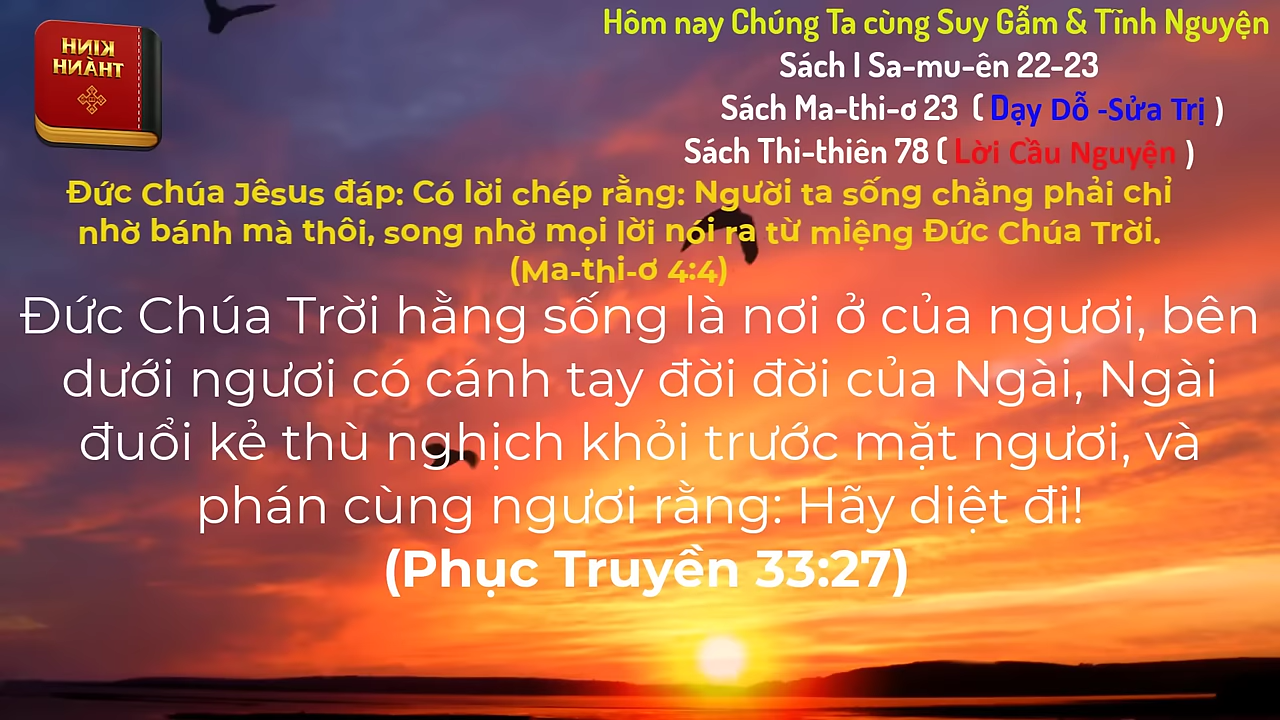 KINH
THÀNH
Hôm nay Chúng Ta cùng Suy Gẫm & Tĩnh Nguyện
Sách I Sa-mu-ên 22-23
Sách Ma-thi-ơ 23 ( Dạy Dỗ -Sửa Trị )
Sách Thi-thiên 78 ( Lời Cầu Nguyện )
Đức Chúa Jêsus đáp: Có lời chép rằng: Người ta sống chẳng phải chỉ
nhờ bánh mà thôi, song nhờ mọi lời nói ra từ miệng Đức Chúa Trời.
(Ma-thi-ơ 4:4)
Đức Chúa Trời hằng sống là nơi ở của ngươi, bên
dưới ngươi có cánh tay đời đời của Ngài, Ngài
đuổi kẻ thù nghịch khỏi trước mặt ngươi, và
phán cùng ngươi rằng: Hãy diệt đi!
(Phục Truyền 33:27)